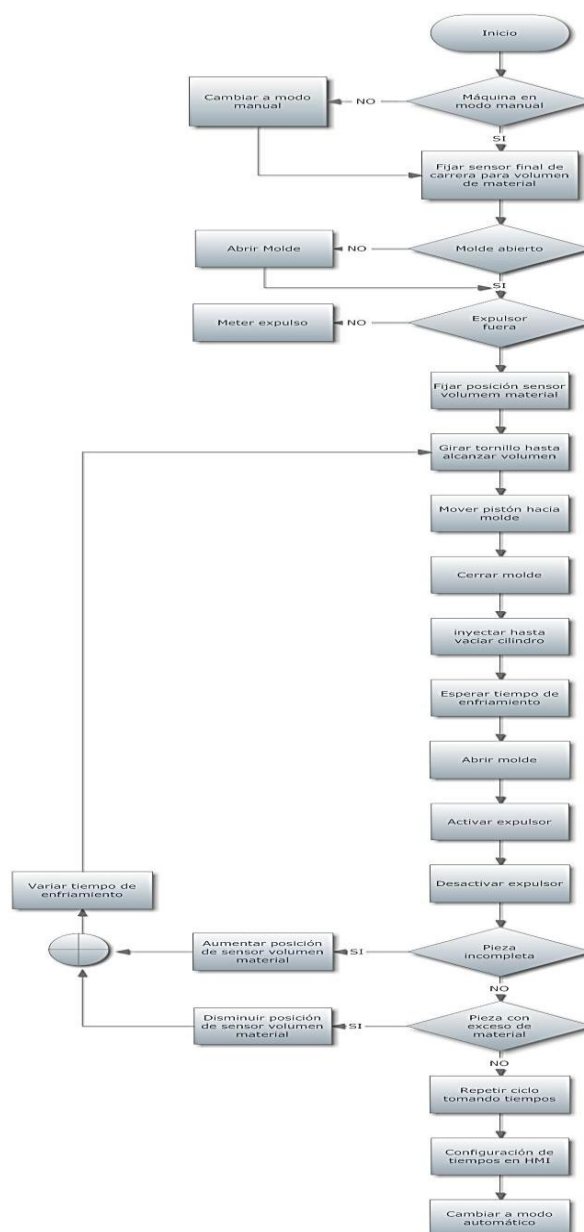 Inicio
Máquina en
modo manual
NO
Cambiar a modo
manual
SI
Fijar sensor final de
carrera para volumen
de material
Molde abierto
NO
Abrir Molde
SI
Expulsor
fuera
NO
Meter expulso
Fijar posición sensor
volumem material
Girar tornillo hasta
alcanzar volumen
Mover pistón hacia
molde
Cerrar molde
inyectar hasta
vaciar cilindro
Esperar tiempo de
enfriamiento
Abrir molde
Activar expulsor
Desactivar expulsor
Variar tiempo de
enfriamiento
Pieza
incompleta
SI
Aumentar posición
de sensor volumen
material
NO
Pieza con
exceso de
material
SI
Disminuir posición
de sensor volumen
material
NO
Repetir ciclo
tomando tiempos
Configuración de
tiempos en HMI
Cambiar a modo
automático